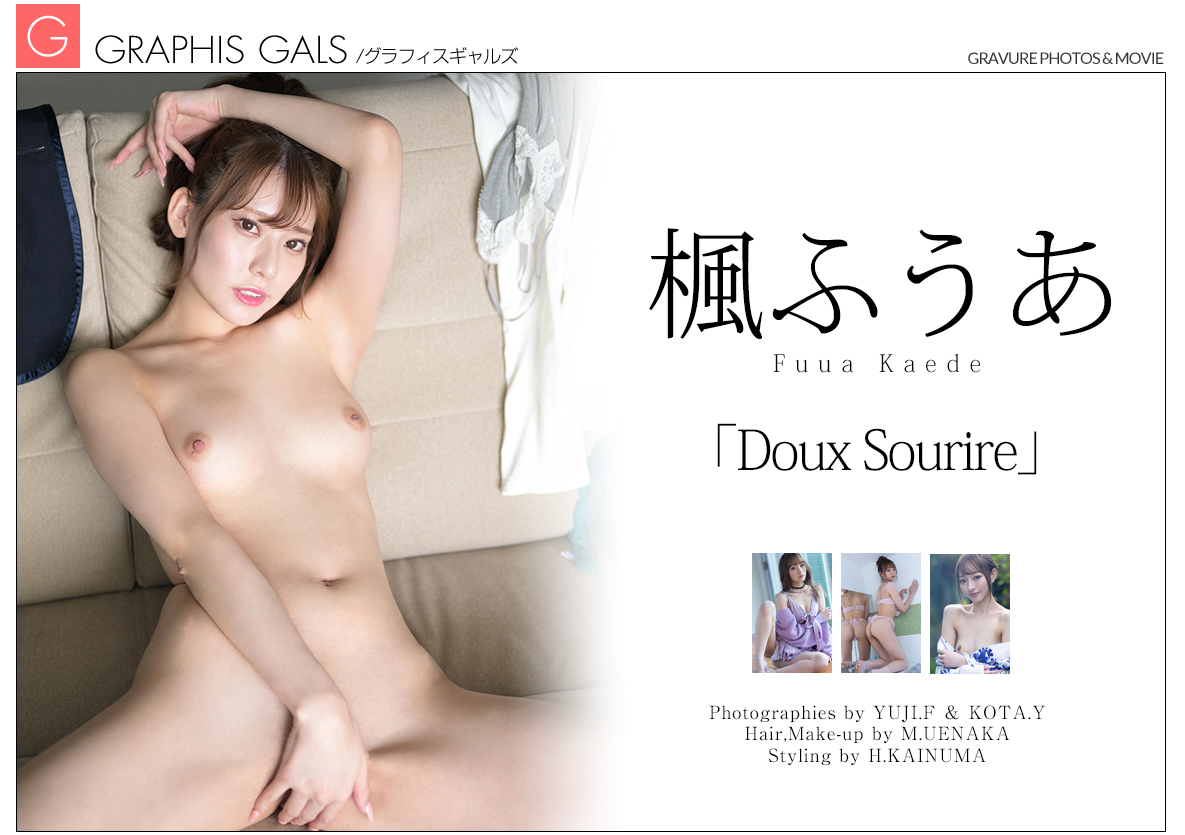 G
GRAPHIS GALS /グラフィスギャルズ
GRAVURE PHOTOS & MOVIE
楓ふうあ
Fuua Kaede
「Doux Sourire」
Photographies by YUJI.F & KOTA.Y
Hair,Make-up by M.UENAKA
Styling by H.KAINUMA